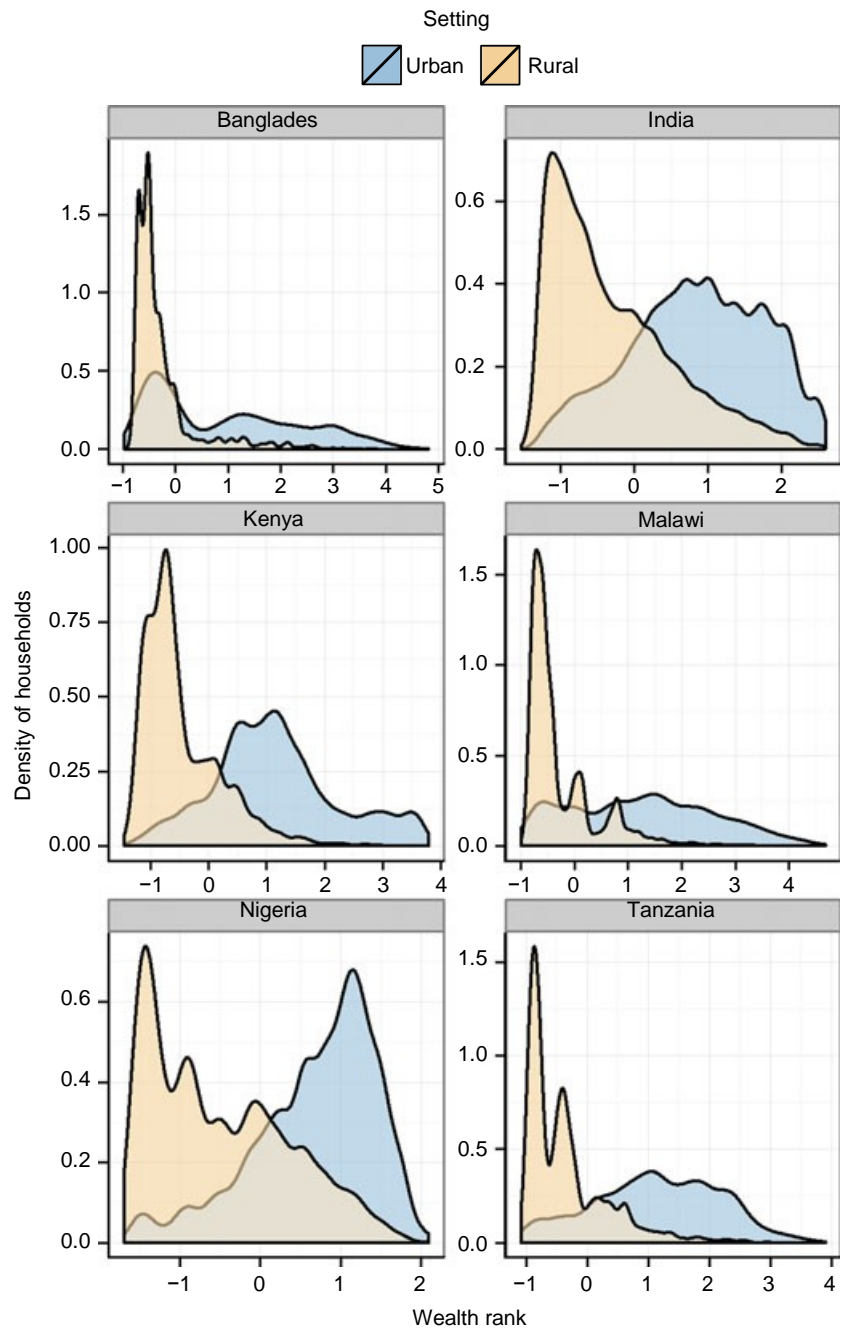 Setting
Urban Rural
Banglades India
1.5
1.0
0.5
0.0
−1 0 1 2 3 4 5
0.6
0.4
0.2
0.0
−1 0 1 2
Kenya Malawi
1.00
0.75
0.50
0.25
0.00
−1 0 1 2 3 4
1.5
1.0
0.5
0.0
−1 0 1 2 3 4
Density of households
Nigeria Tanzania
0.6
0.4
0.2
0.0
−1 0 1 2
1.5
1.0
0.5
0.0
−1 0 1 2 3 4
Wealth rank